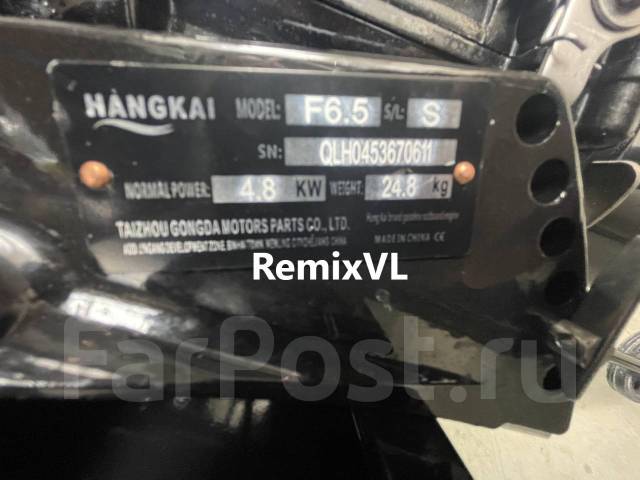 HANGKAI MODEL: F6.5 S/L: S
SN: QLH0453670611
NORMAL POWER: 4.8 KW WEIGHT: 24.8 kg
TAIZHOU GONGDA MOTORS PARTS CO., LTD.
MADE IN CHINA CE
RemixVL
FarPost.ru